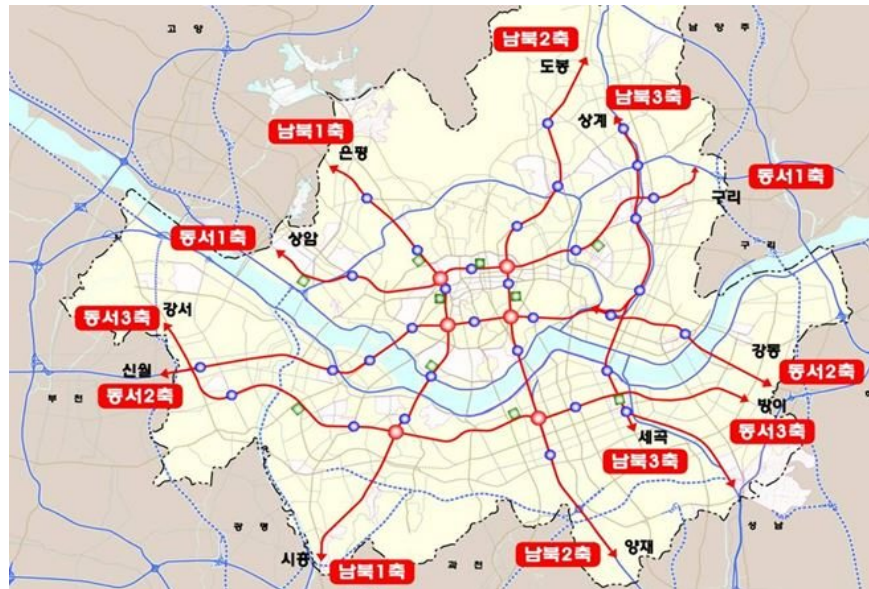 고양
남양주
남북2축
도봉
남북3축
상계
남북1축
은평
동서1축
구리
동서1축
상암
구리
동서3축
강서
신월
동서2축
부천
강동
동서2축
방이
동서3축
세곡
남북3축
성남
광명
시흥
남북1축
과천
남북2축
양재